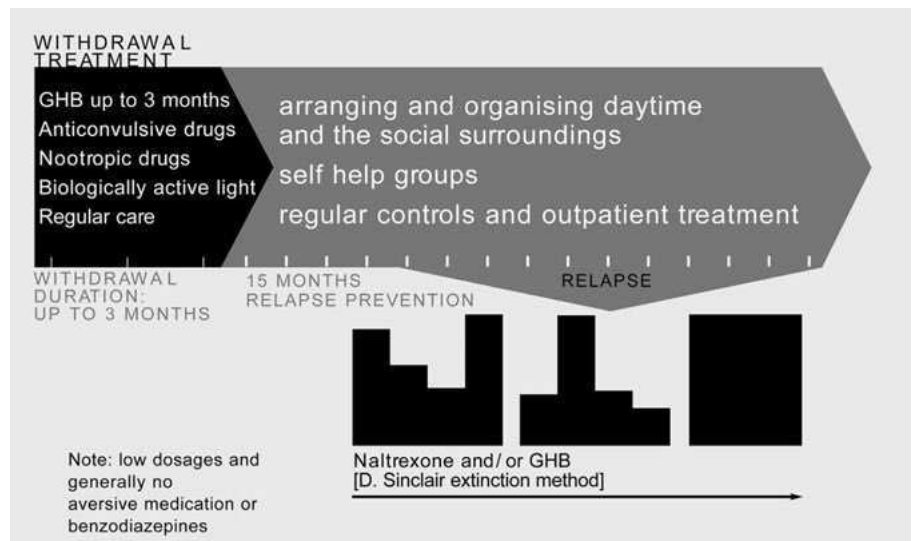 WITHDRAWAL
TREATMENT
GHB up to 3 months
Anticonvulsive drugs
Nootropic drugs
Biologically active light
Regular care
arranging and organising daytime
and the social surroundings
self help groups
regular controls and outpatient treatment
WITHDRAWAL
DURATION:
UP TO 3 MONTHS
15 MONTHS
RELAPSE PREVENTION
RELAPSE
Note: low dosages and
generally no
aversive medication or
benzodiazepines
Naltrexone and/or GHB
[D. Sinclair extinction method]